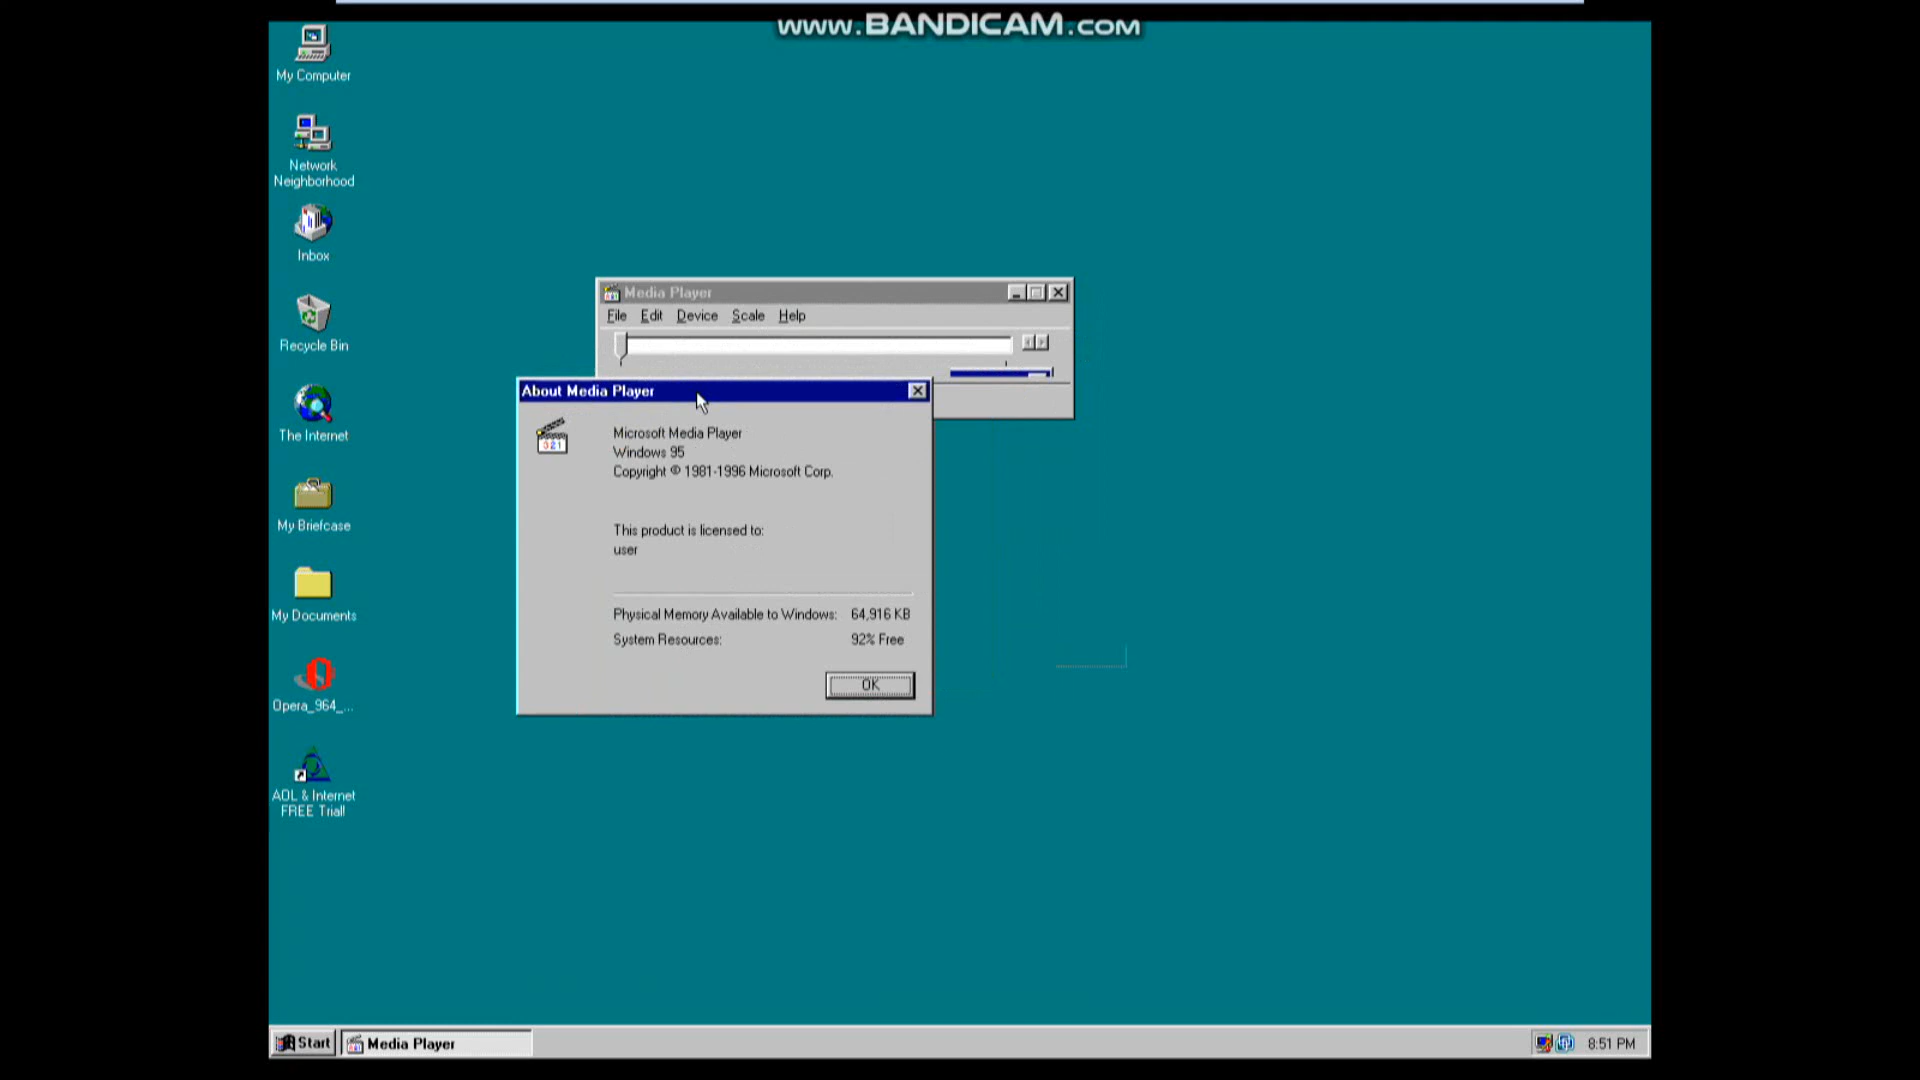 www.BANDICAM.com
My Computer
Network
Neighborhood
Inbox
Recycle Bin
The Internet
My Briefcase
My Documents
Opera_964_...
AOL & Internet
FREE Trial!
Media Player
File Edit Device Scale Help
About Media Player
321
Microsoft Media Player
Windows 95
Copyright © 1981-1996 Microsoft Corp.
This product is licensed to:
user
Physical Memory Available to Windows: 64,916 KB
System Resources: 92% Free
OK
Start Media Player 8:51 PM